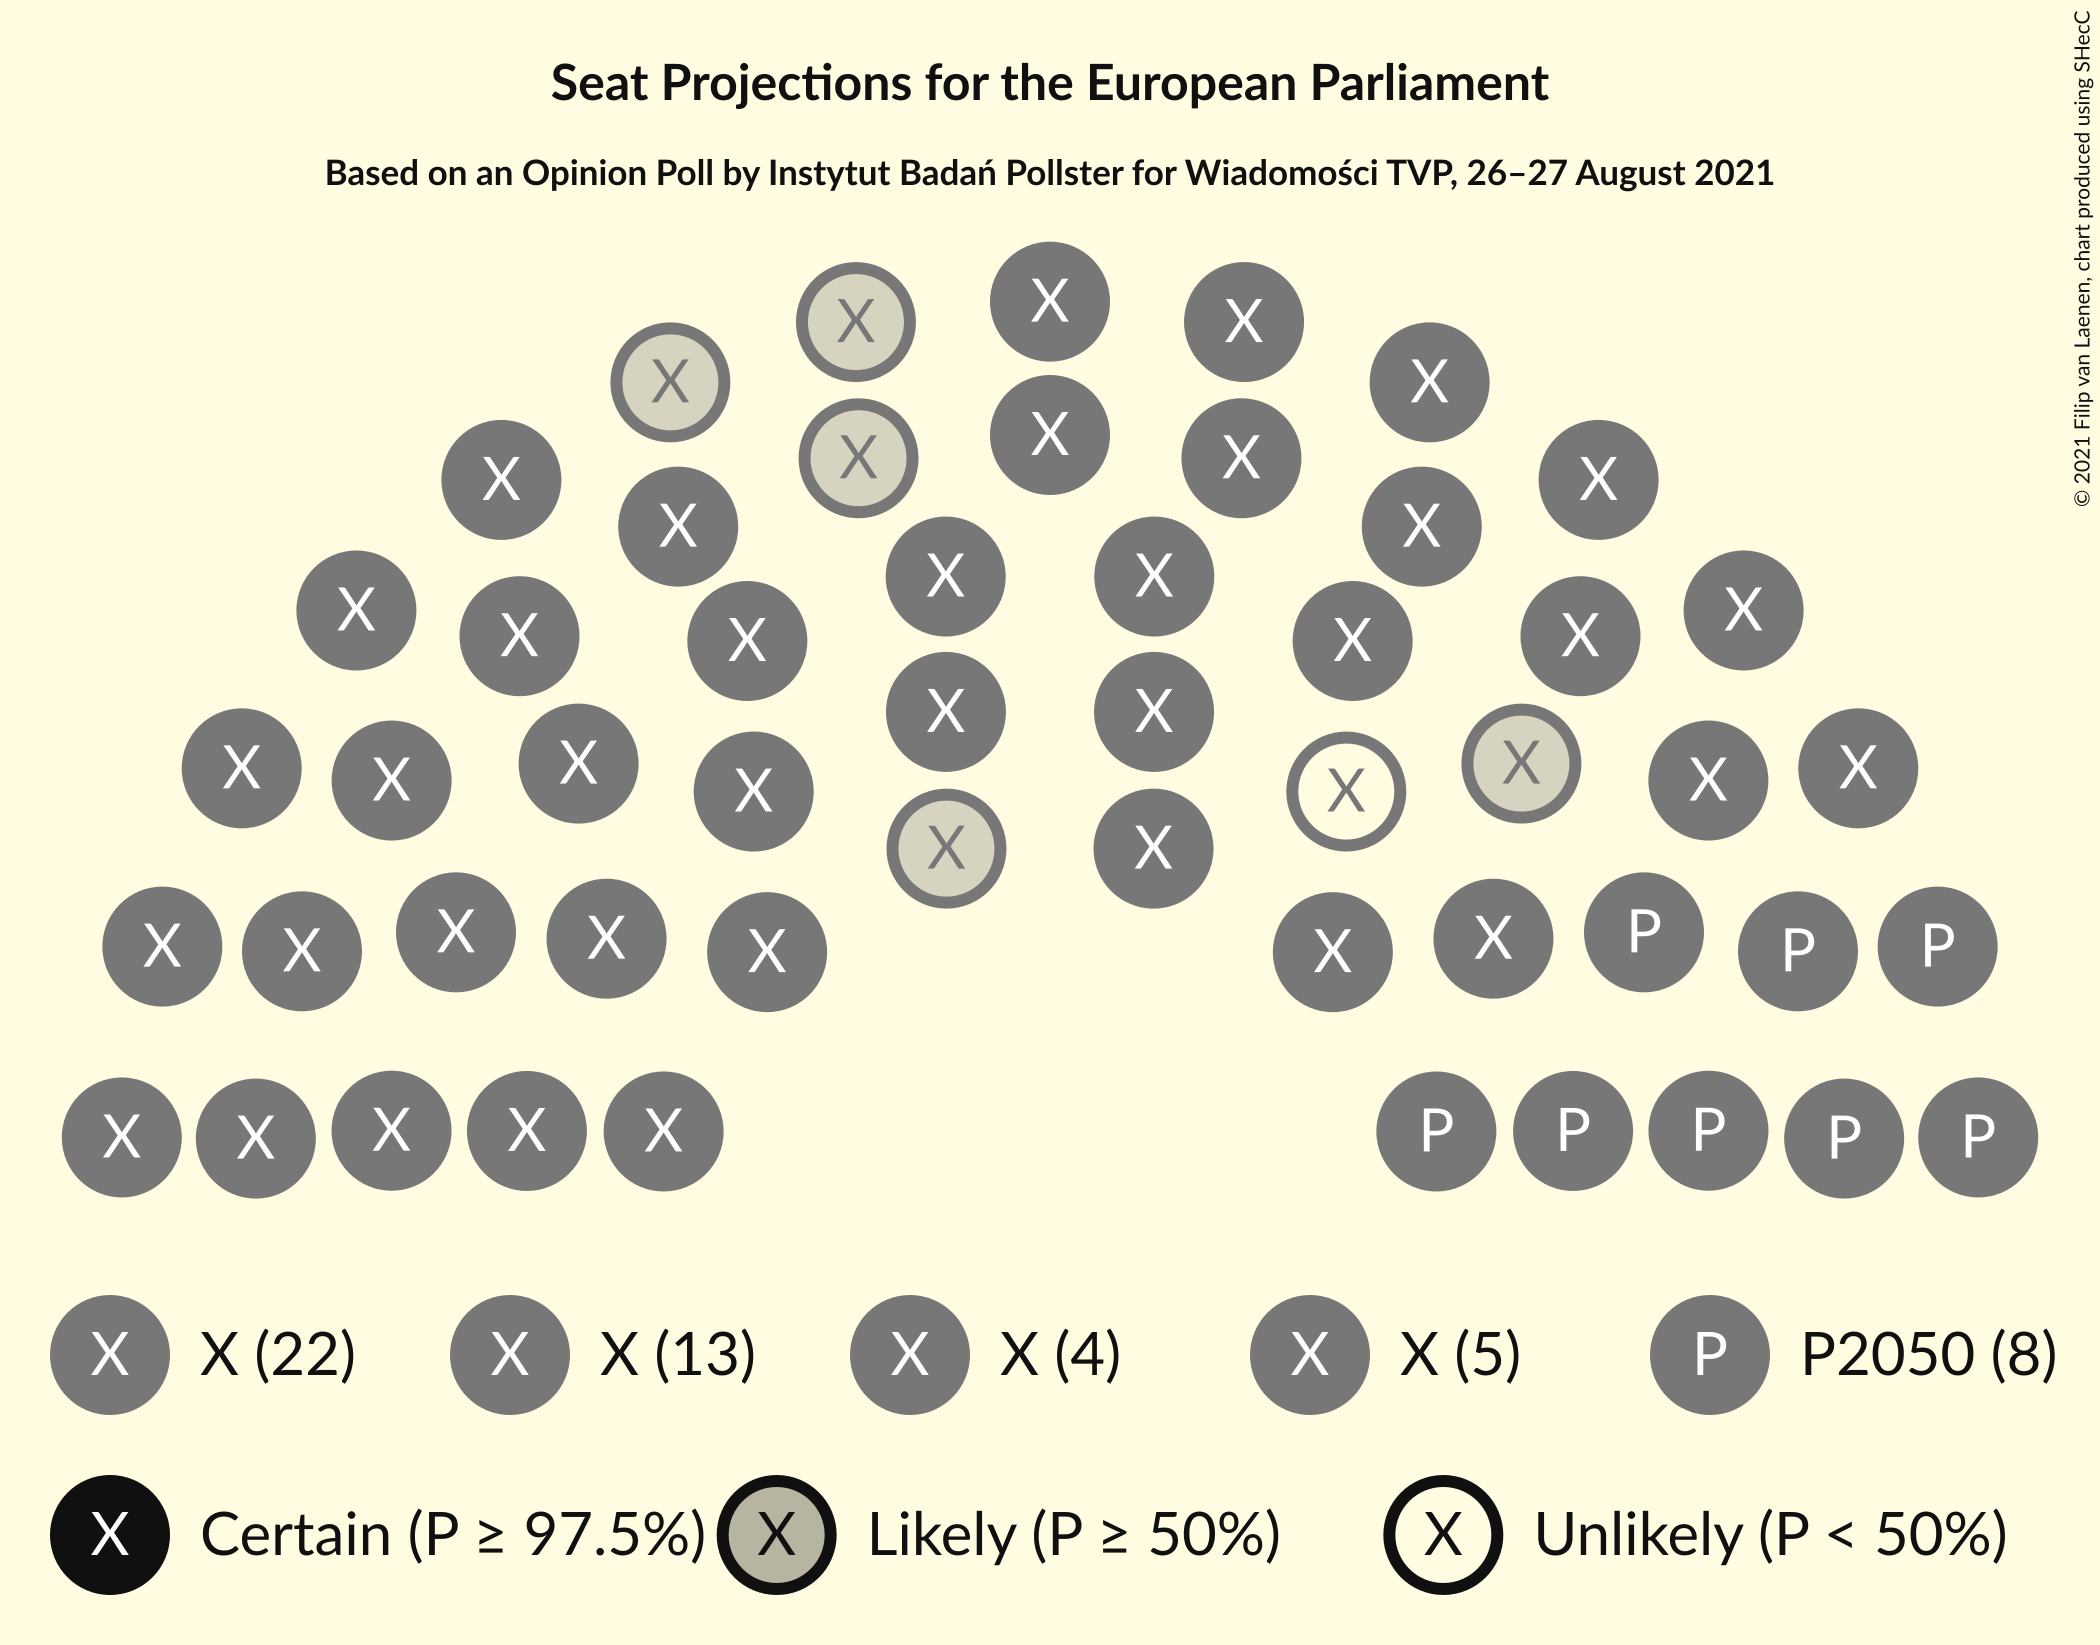 Seat Projections for the European Parliament
Based on an Opinion Poll by Instytut Badań Pollster for Wiadomości TVP, 26–27 August 2021
© 2021 Filip van Laenen, chart produced using SHecC
X
X X
X X
X
X X
X X
X X
X X
X X
X X
X X
X X
X X
X X
X X
X X
X X
X X X X
X X X X
X X
X X X X X
X X P P P
X X X X X
P P P P P
X X (22) X X (13) X X (4) X X (5) P P2050 (8)
X Certain (P ≥ 97.5%) X Likely (P ≥ 50%) X Unlikely (P < 50%)